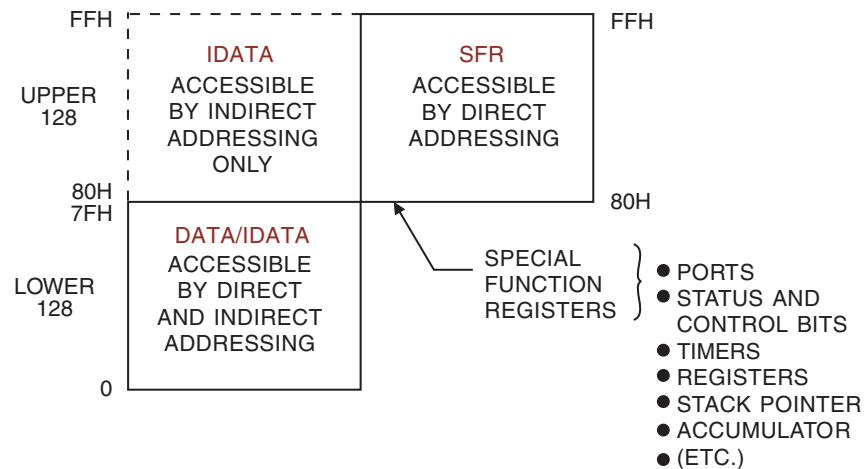 FFH
IDATA
ACCESSIBLE
BY INDIRECT
ADDRESSING
ONLY
SFR
ACCESSIBLE
BY DIRECT
ADDRESSING
FFH
UPPER
128
80H
7FH
80H
DATA/IDATA
ACCESSIBLE
BY DIRECT
AND INDIRECT
ADDRESSING
LOWER
128
0
SPECIAL
FUNCTION
REGISTERS
● PORTS
● STATUS AND
CONTROL BITS
● TIMERS
● REGISTERS
● STACK POINTER
● ACCUMULATOR
● (ETC.)